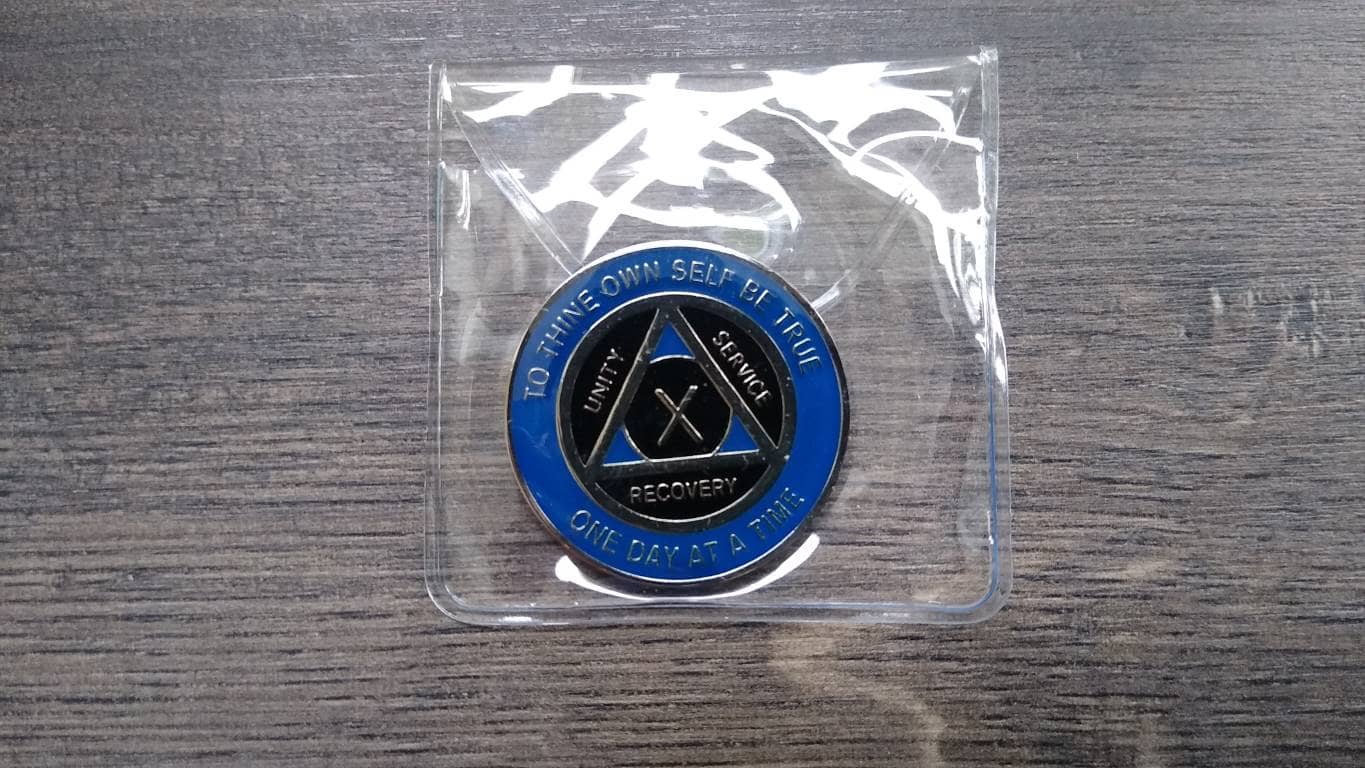 TO THINE OWN SELF BE TRUE
UNITY
SERVICE
X
RECOVERY
ONE DAY AT A TIME